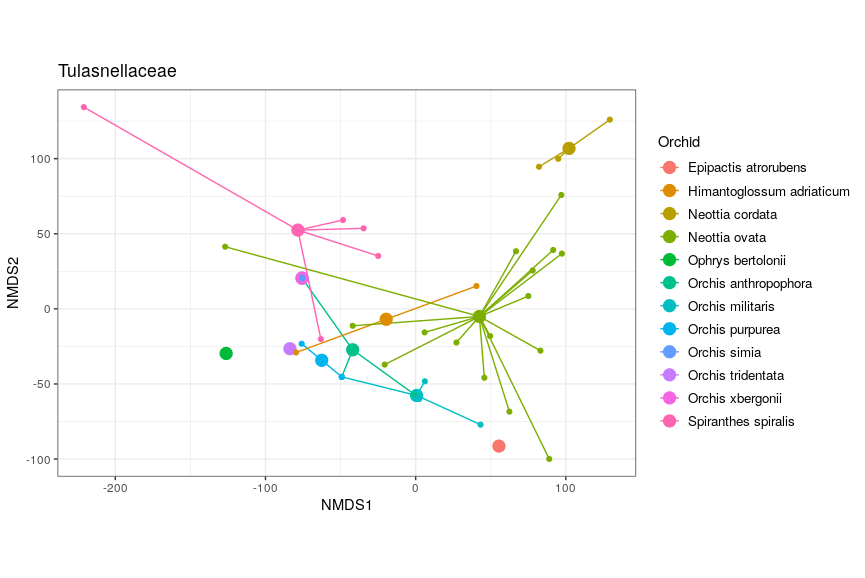 Tulasnellaceae
NMDS2
100
50
0
-50
-100
-200
-100
0
100
NMDS1
Orchid
Epipactis atrorubens
Himantoglossum adriaticum
Neottia cordata
Neottia ovata
Ophrys bertolonii
Orchis anthropophora
Orchis militaris
Orchis purpurea
Orchis simia
Orchis tridentata
Orchis xbergonii
Spiranthes spiralis